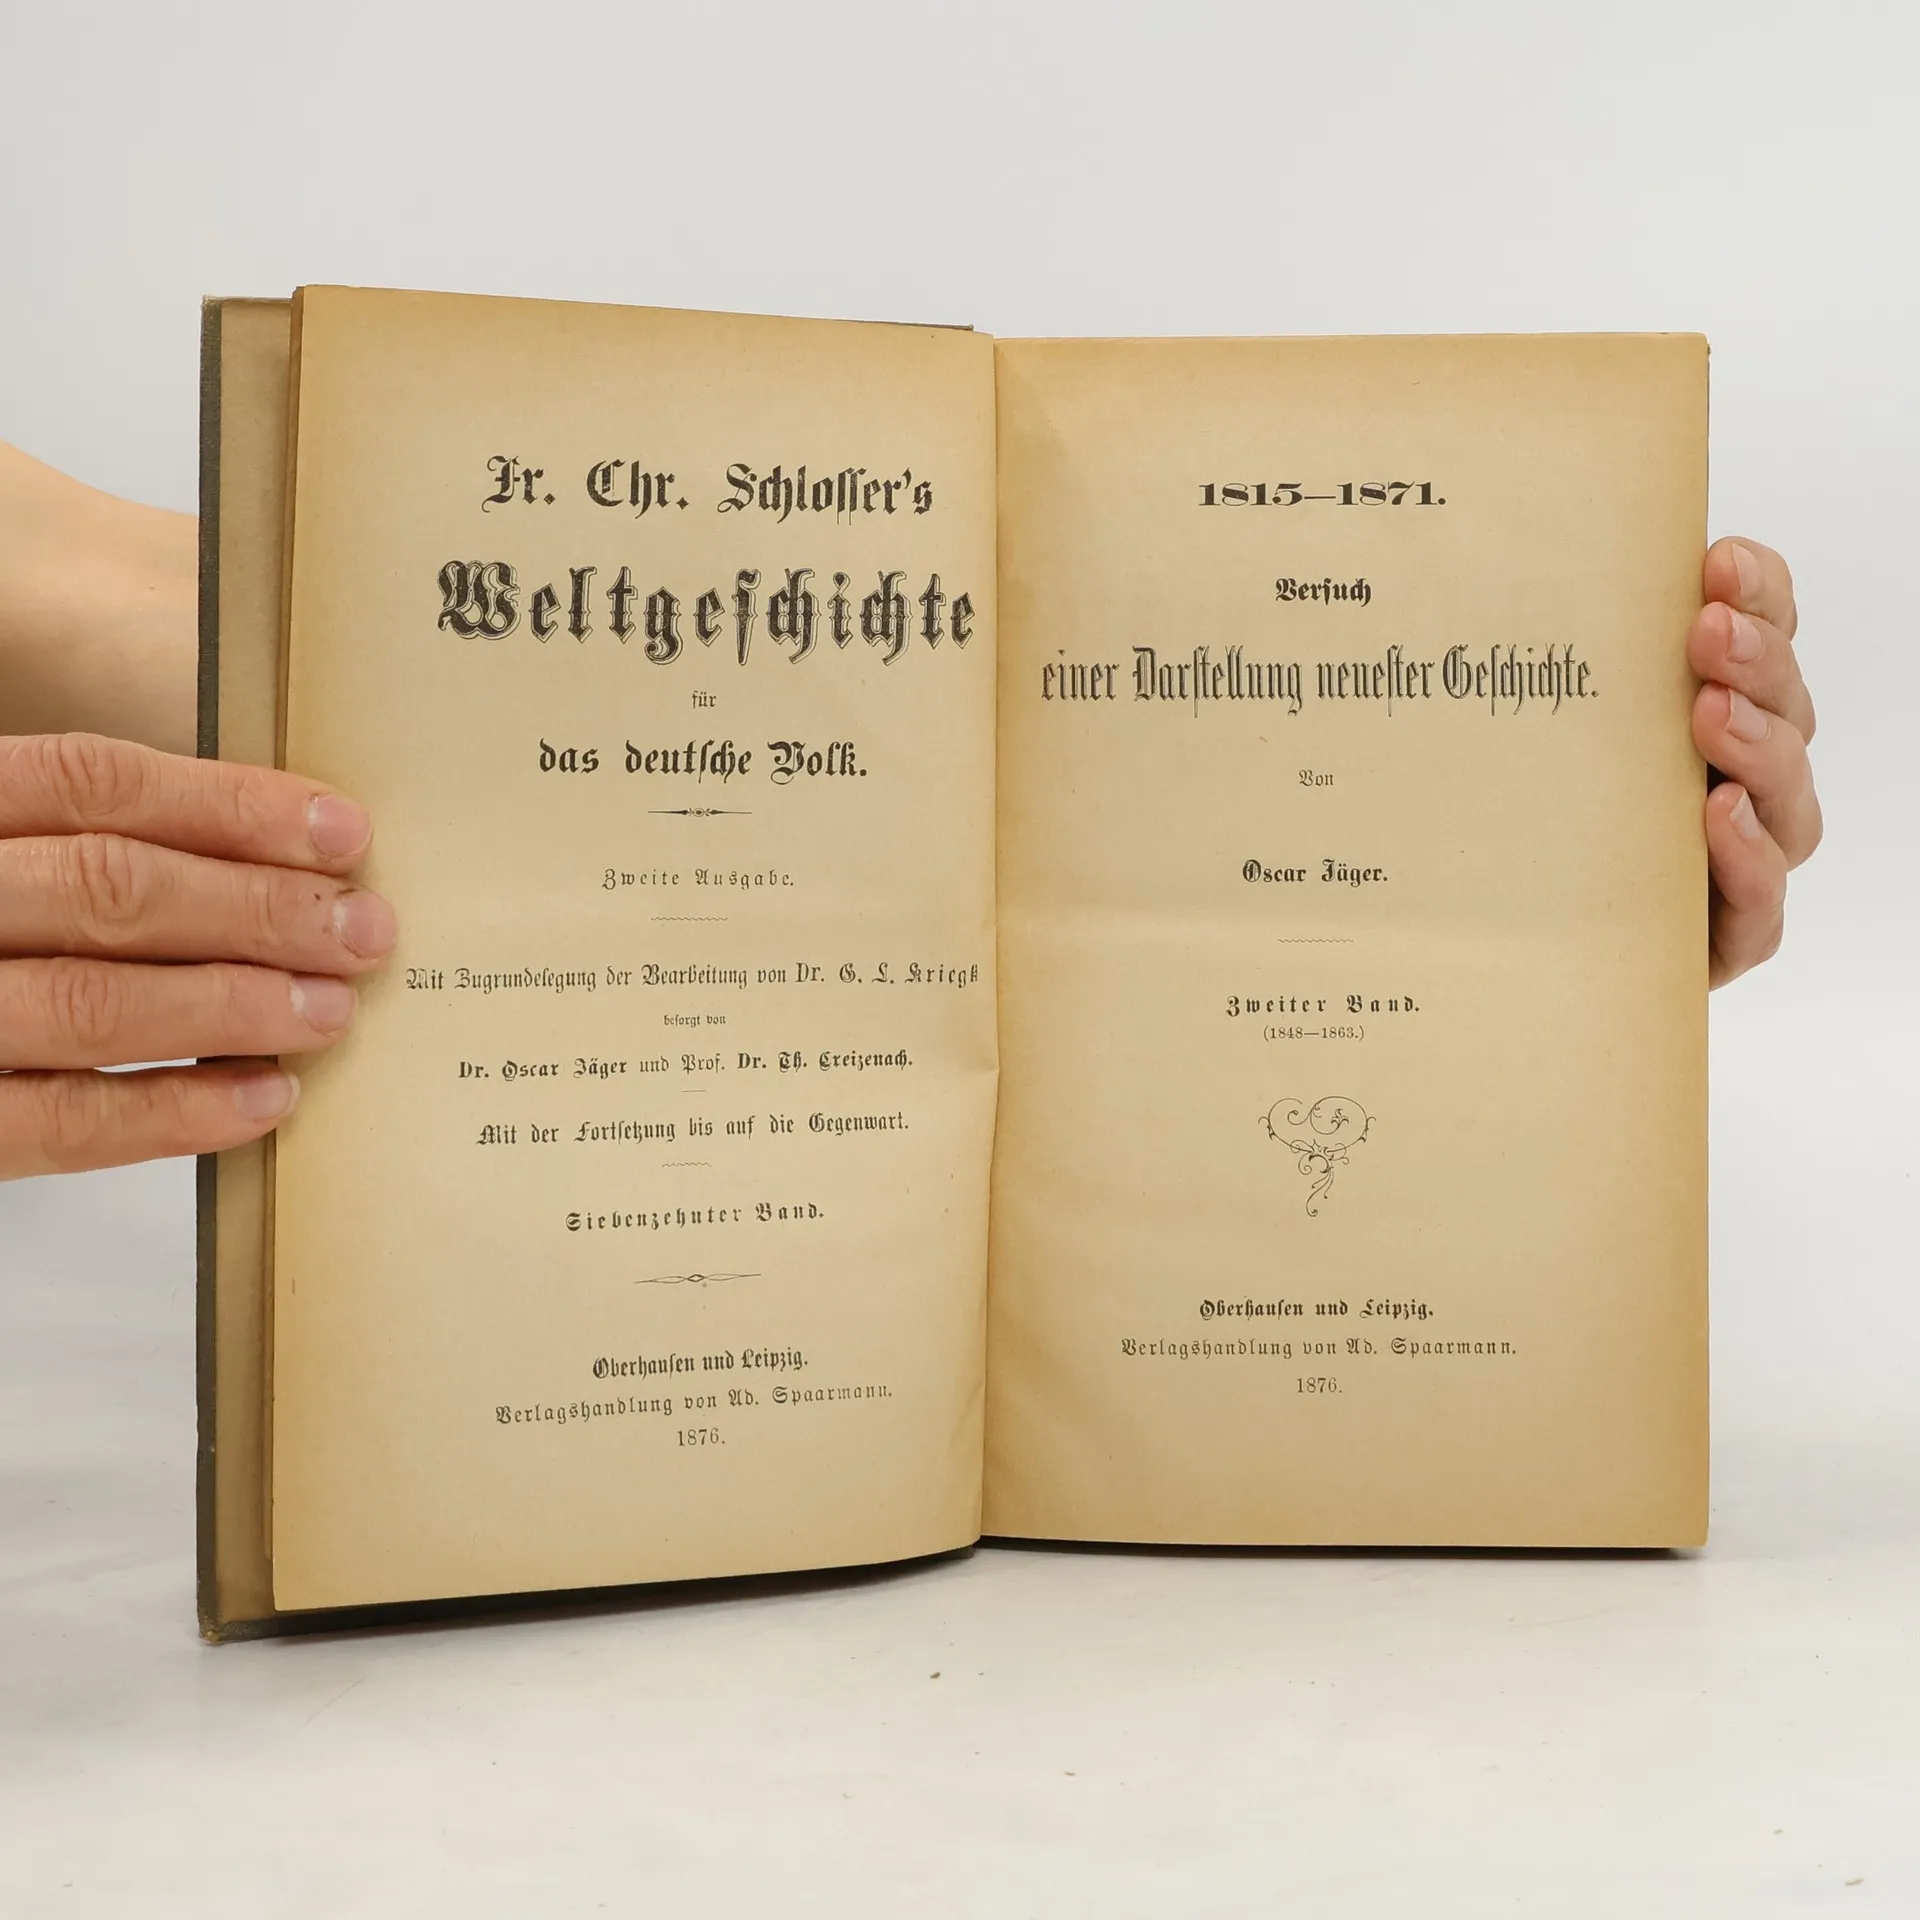 Fr. Chr. Schloſſer's
Weltgeſchichte
für
das deutſche Volk.
Zweite Ausgabe.
Mit Zugrundelegung der Bearbeitung von Dr. G. L. Kriegk
beſorgt von
Dr. Oscar Jäger und Prof. Dr. Th. Creizenach.
Mit der Fortſetzung bis auf die Gegenwart.
Siebenzehnter Band.
Oberhauſen und Leipzig.
Verlagshandlung von Ad. Spaarmann.
1876.
1815—1871.
Verſuch
einer Darſtellung neueſter Geſchichte.
Von
Oscar Jäger.
Zweiter Band.
(1848—1863.)
Oberhauſen und Leipzig.
Verlagshandlung von Ad. Spaarmann.
1876.